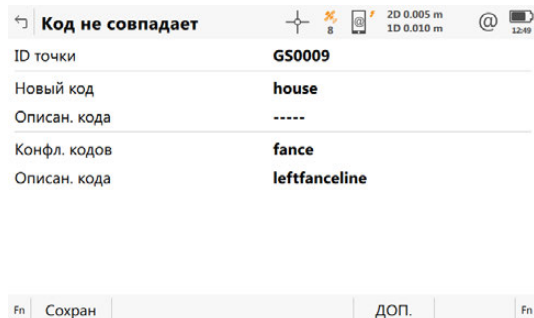 Код не совпадает 8 @ 2D 0.005 m @
1D 0.010 m 12:49
ID точки GS0009
Новый код house
Описан. кода -----
Конфл. кодов fance
Описан. кода leftfanceline
Fn Сохран ДОП. Fn